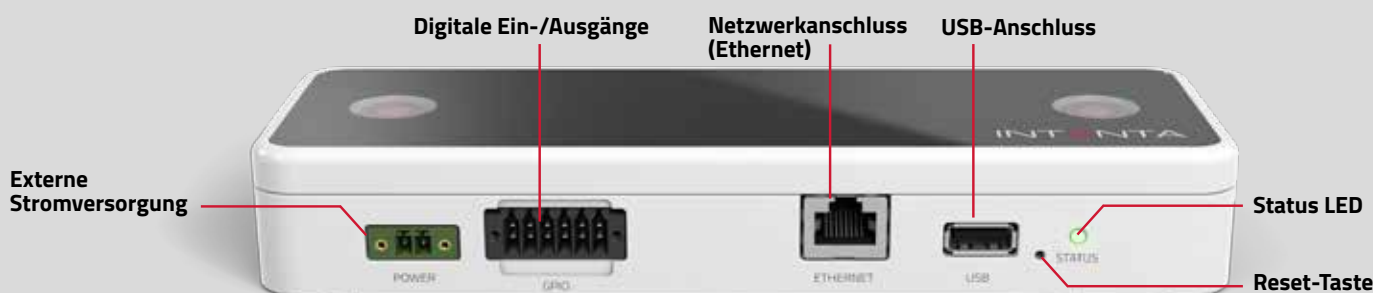 Digitale Ein-/Ausgänge
Netzwerkanschluss
(Ethernet)
USB-Anschluss
INTENTA
Externe
Stromversorgung
Status LED
Reset-Taste
POWER
GPIO
ETHERNET
USB
STATUS